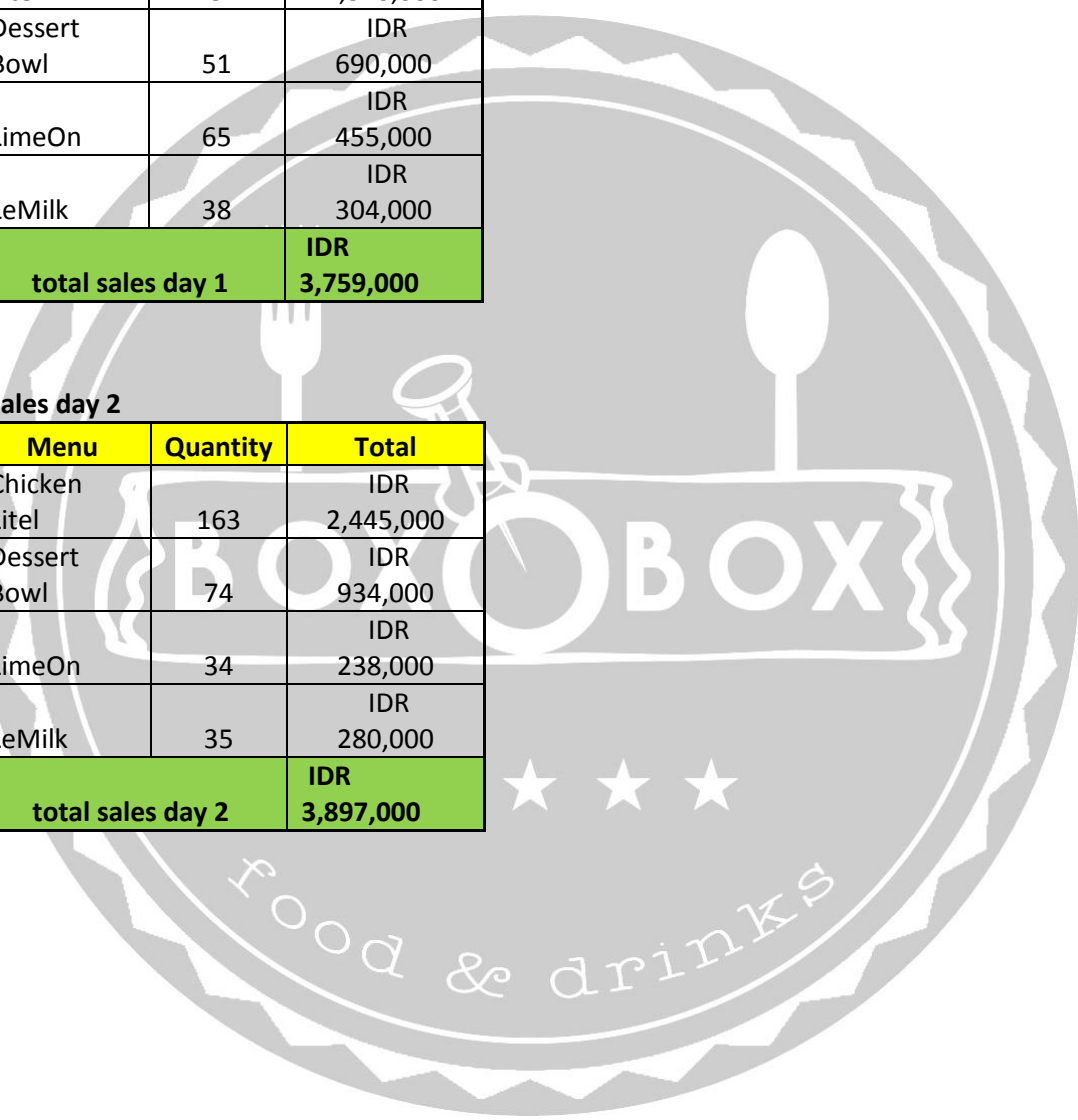 Dessert IDR
Bowl 51 690,000
IDR
LimeOn 65 455,000
IDR
LeMilk 38 304,000
IDR
total sales day 1 3,759,000
ales day 2
Menu Quantity Total
Chicken IDR
Litel 163 2,445,000
Dessert IDR
Bowl 74 934,000
IDR
LimeOn 34 238,000
IDR
LeMilk 35 280,000
IDR
total sales day 2 3,897,000
BOX BOX
food & drinks